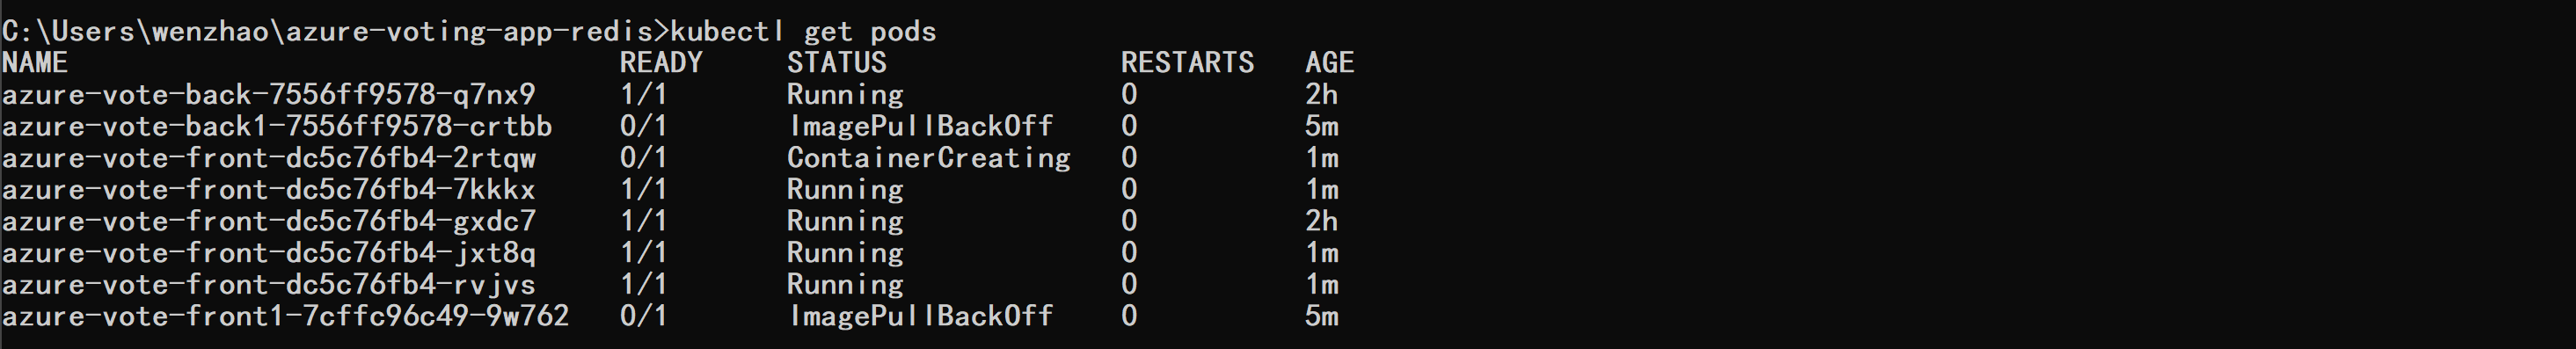 C:\Users\wenzhao\azure-voting-app-redis>kubectl get pods
NAME READY STATUS RESTARTS AGE
azure-vote-back-7556ff9578-q7nx9 1/1 Running 0 2h
azure-vote-back1-7556ff9578-crtbb 0/1 ImagePullBackOff 0 5m
azure-vote-front-dc5c76fb4-2rtqw 0/1 ContainerCreating 0 1m
azure-vote-front-dc5c76fb4-7kkkx 1/1 Running 0 1m
azure-vote-front-dc5c76fb4-gxdc7 1/1 Running 0 2h
azure-vote-front-dc5c76fb4-jxt8q 1/1 Running 0 1m
azure-vote-front-dc5c76fb4-rvjvs 1/1 Running 0 1m
azure-vote-front1-7cffc96c49-9w762 0/1 ImagePullBackOff 0 5m